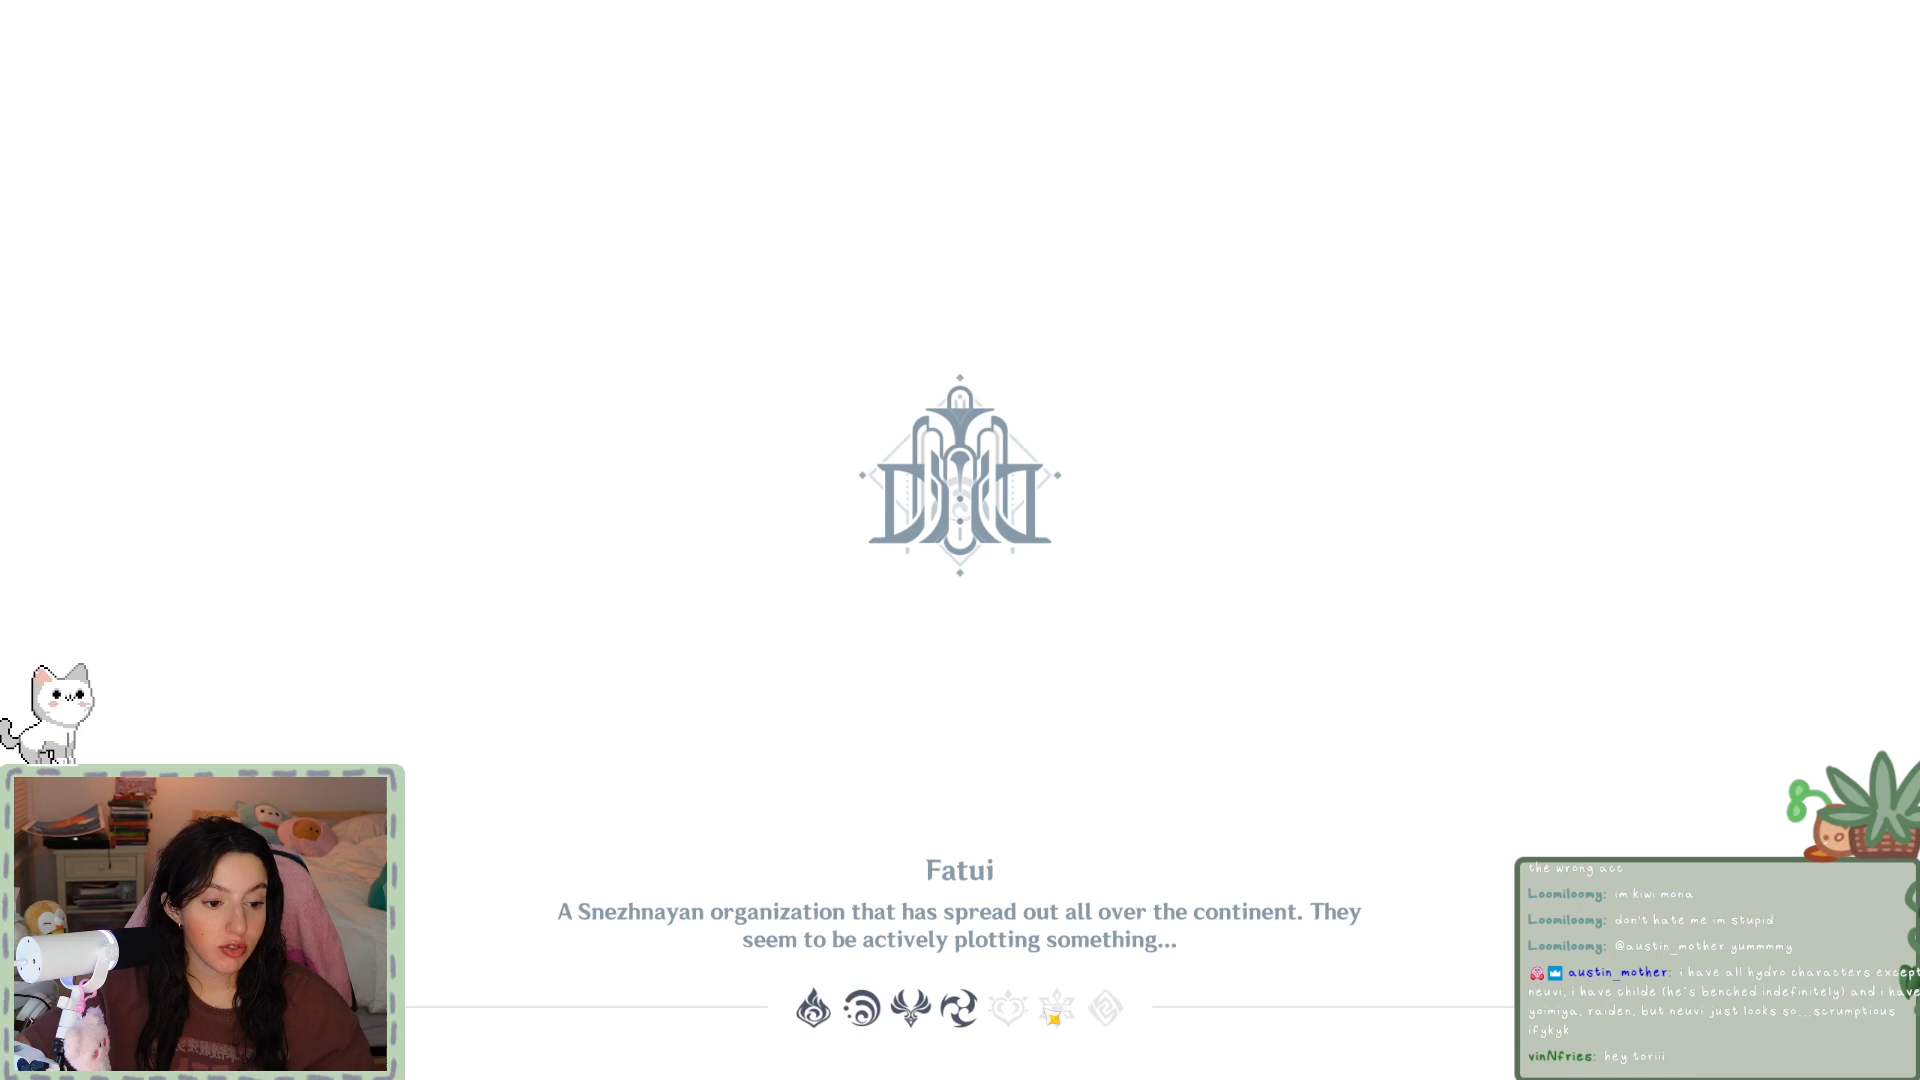 Fatui
A Snezhnayan organization that has spread out all over the continent. They
seem to be actively plotting something...
the wrong acc
Loomiloomy: im kiwi mona
Loomiloomy: don't hate me im stupid
Loomiloomy: @austin_mother yummmmy
austin_mother: i have all hydro characters except
neuvi, i have childe (he's benched indefinitely) and i have
yoimiya, raiden, but neuvi just looks so...scrumptious
ifykyk
vinNfries: hey toriii